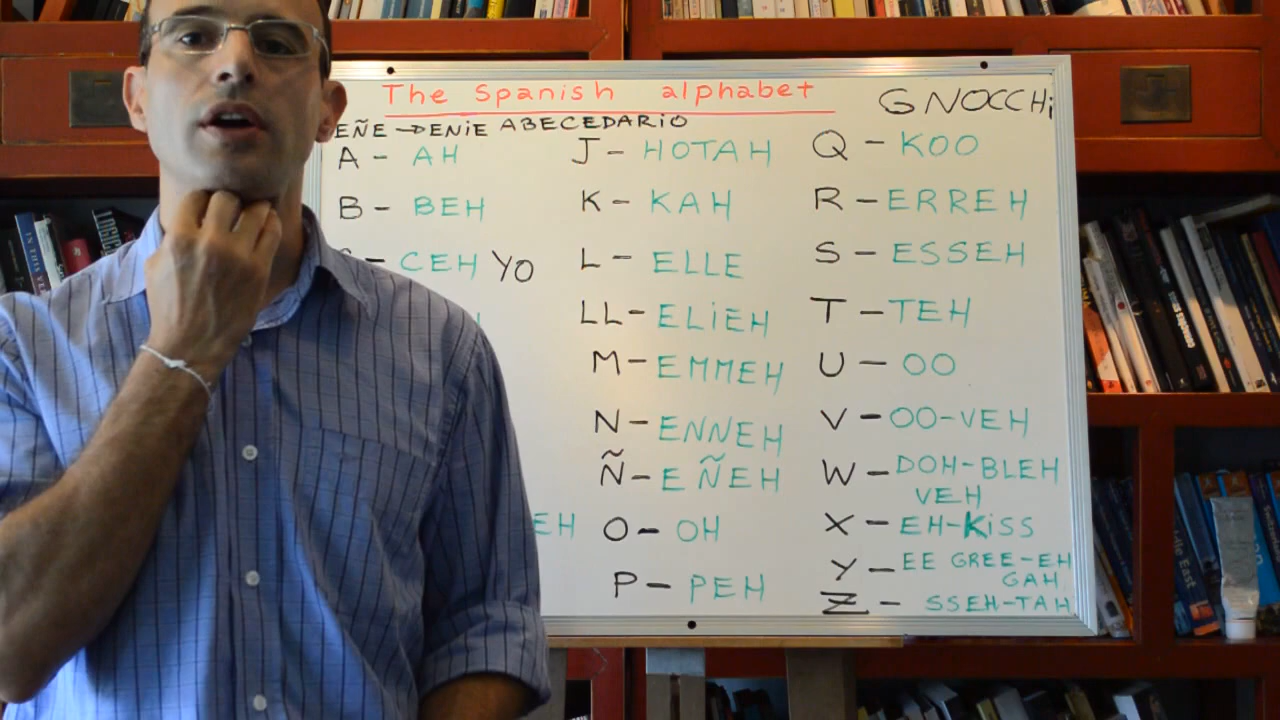 The Spanish alphabet
GNOCCHi
EÑE -DENiE ABECEDARIO
A - AH
B - BEH
- CEH YO
EH
J - HOTAH
K - KAH
L - ELLE
LL- ELiEH
M- EMMEH
N- ENNEH
Ñ- EÑEH
O- OH
P- PEH
Q - KOO
R -ERREH
S -ESSEH
T -TEH
U - OO
V -OO-VEH
W -DOH-BLEH
VEH
X - EH-KiSS
Y -EE GREE-EH
GAH
Z - SSEH-TAH
LOGIC